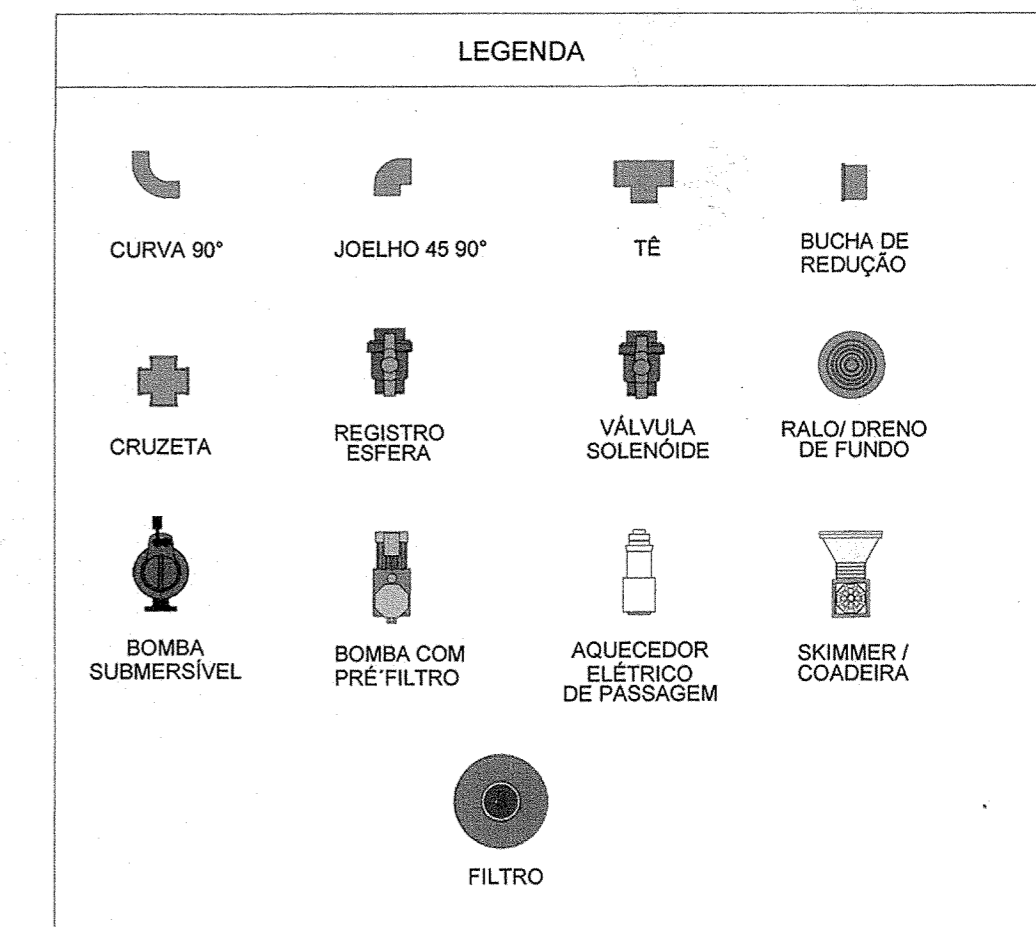 LEGENDA
CURVA 90°
JOELHO 45 90°
TÊ
BUCHA DE
REDUÇÃO
CRUZETA
REGISTRO
ESFERA
VÁLVULA
SOLENÓIDE
RALO/ DRENO
DE FUNDO
BOMBA
SUBMERSÍVEL
BOMBA COM
PRÉ´FILTRO
AQUECEDOR
ELÉTRICO
DE PASSAGEM
SKIMMER /
COADEIRA
FILTRO